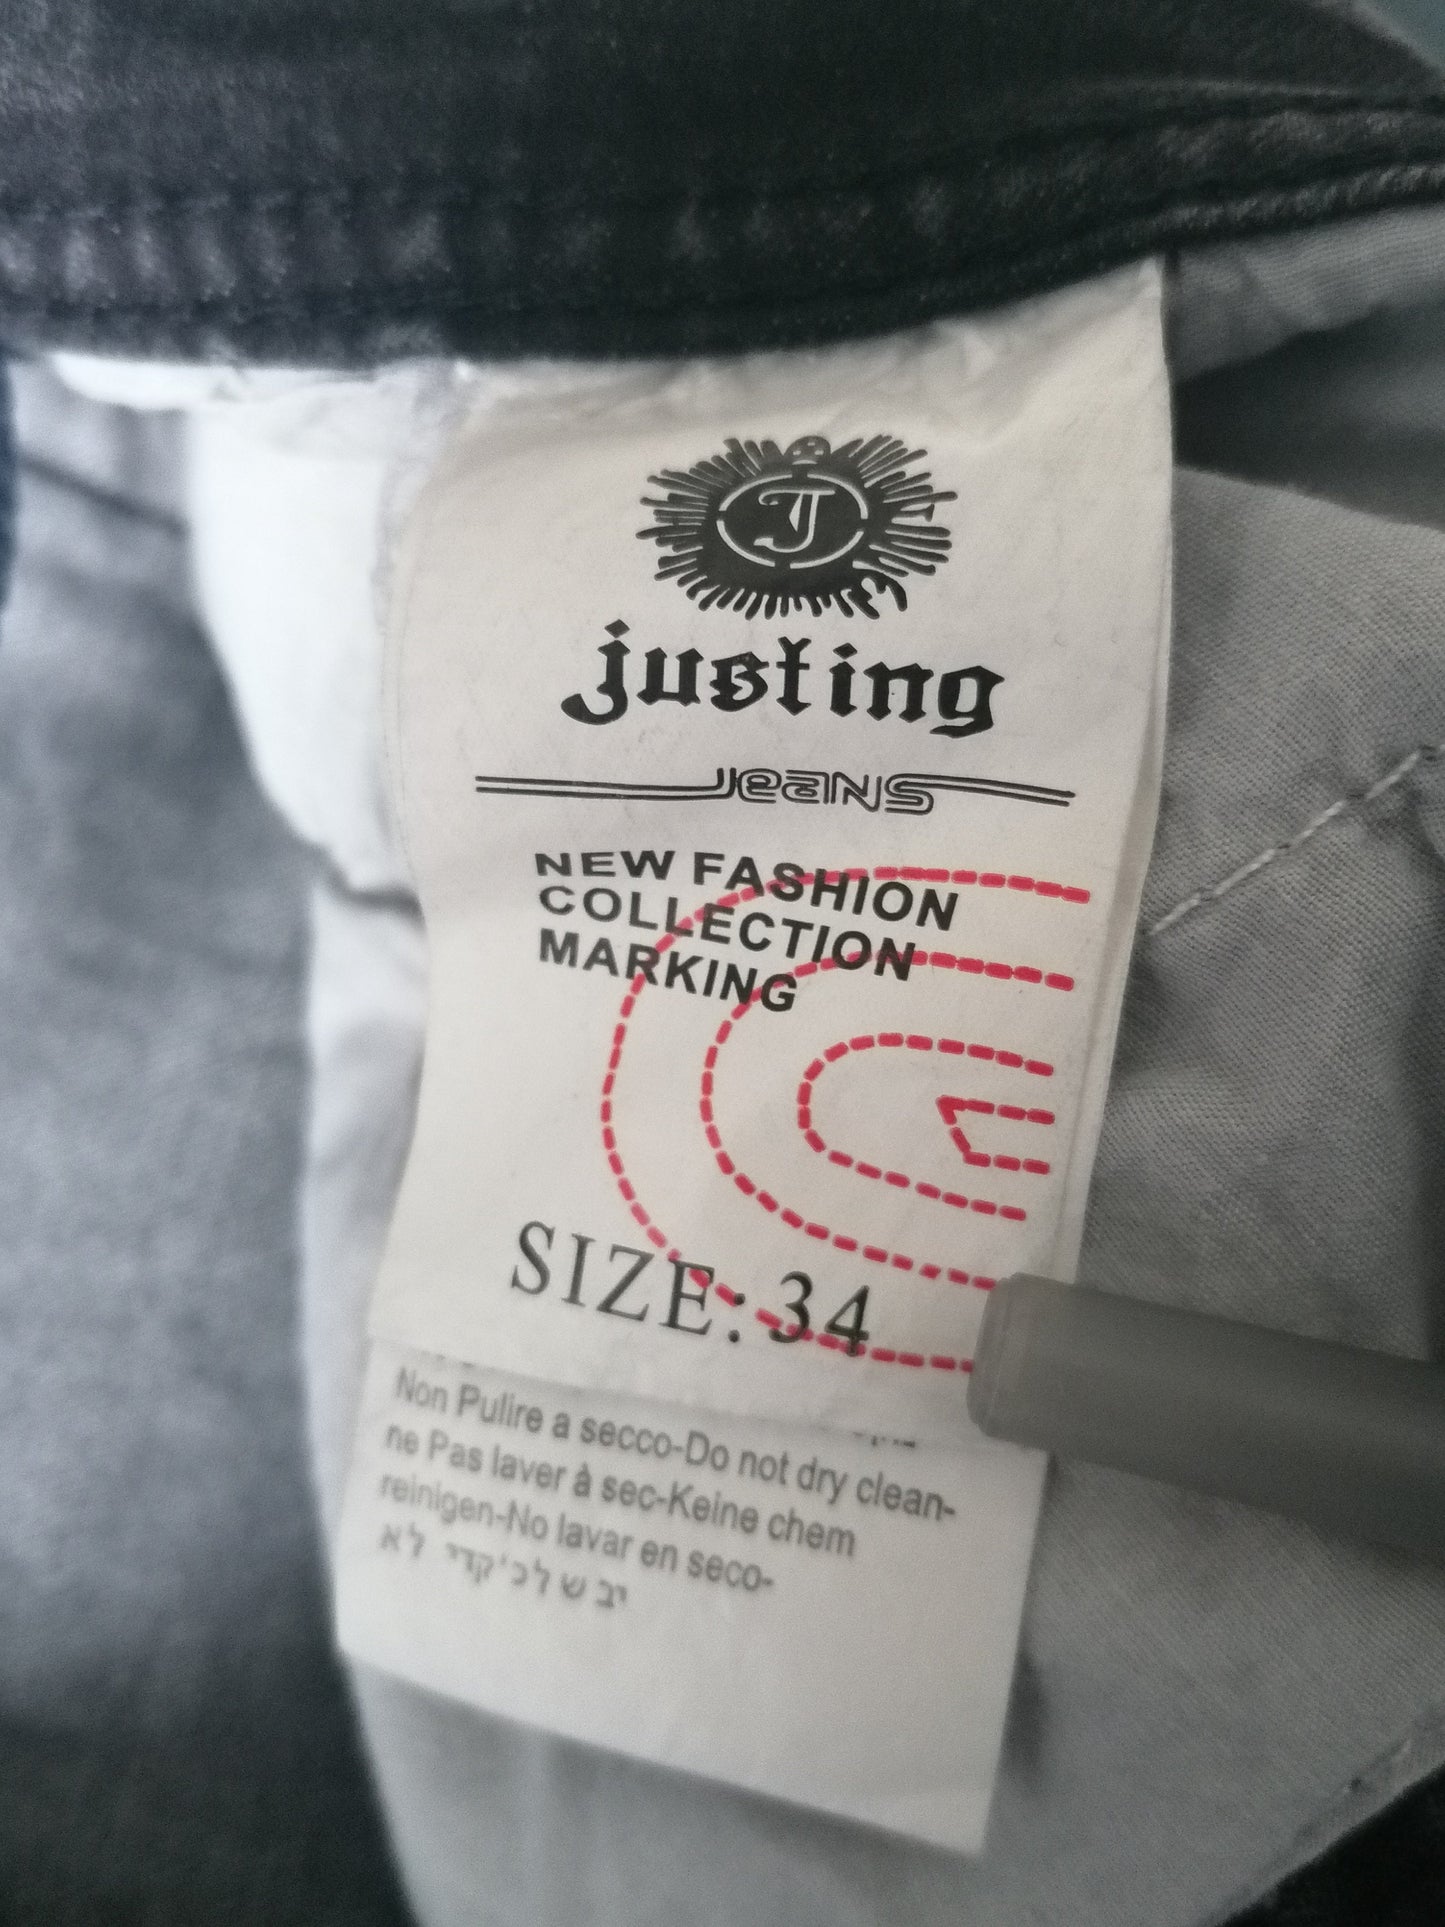 J
justing
JEANS
NEW FASHION
COLLECTION
MARKING
SIZE: 34
Non Pulire a secco-Do not dry clean-
ne Pas laver à sec-Keine chem
reinigen-No lavar en seco-